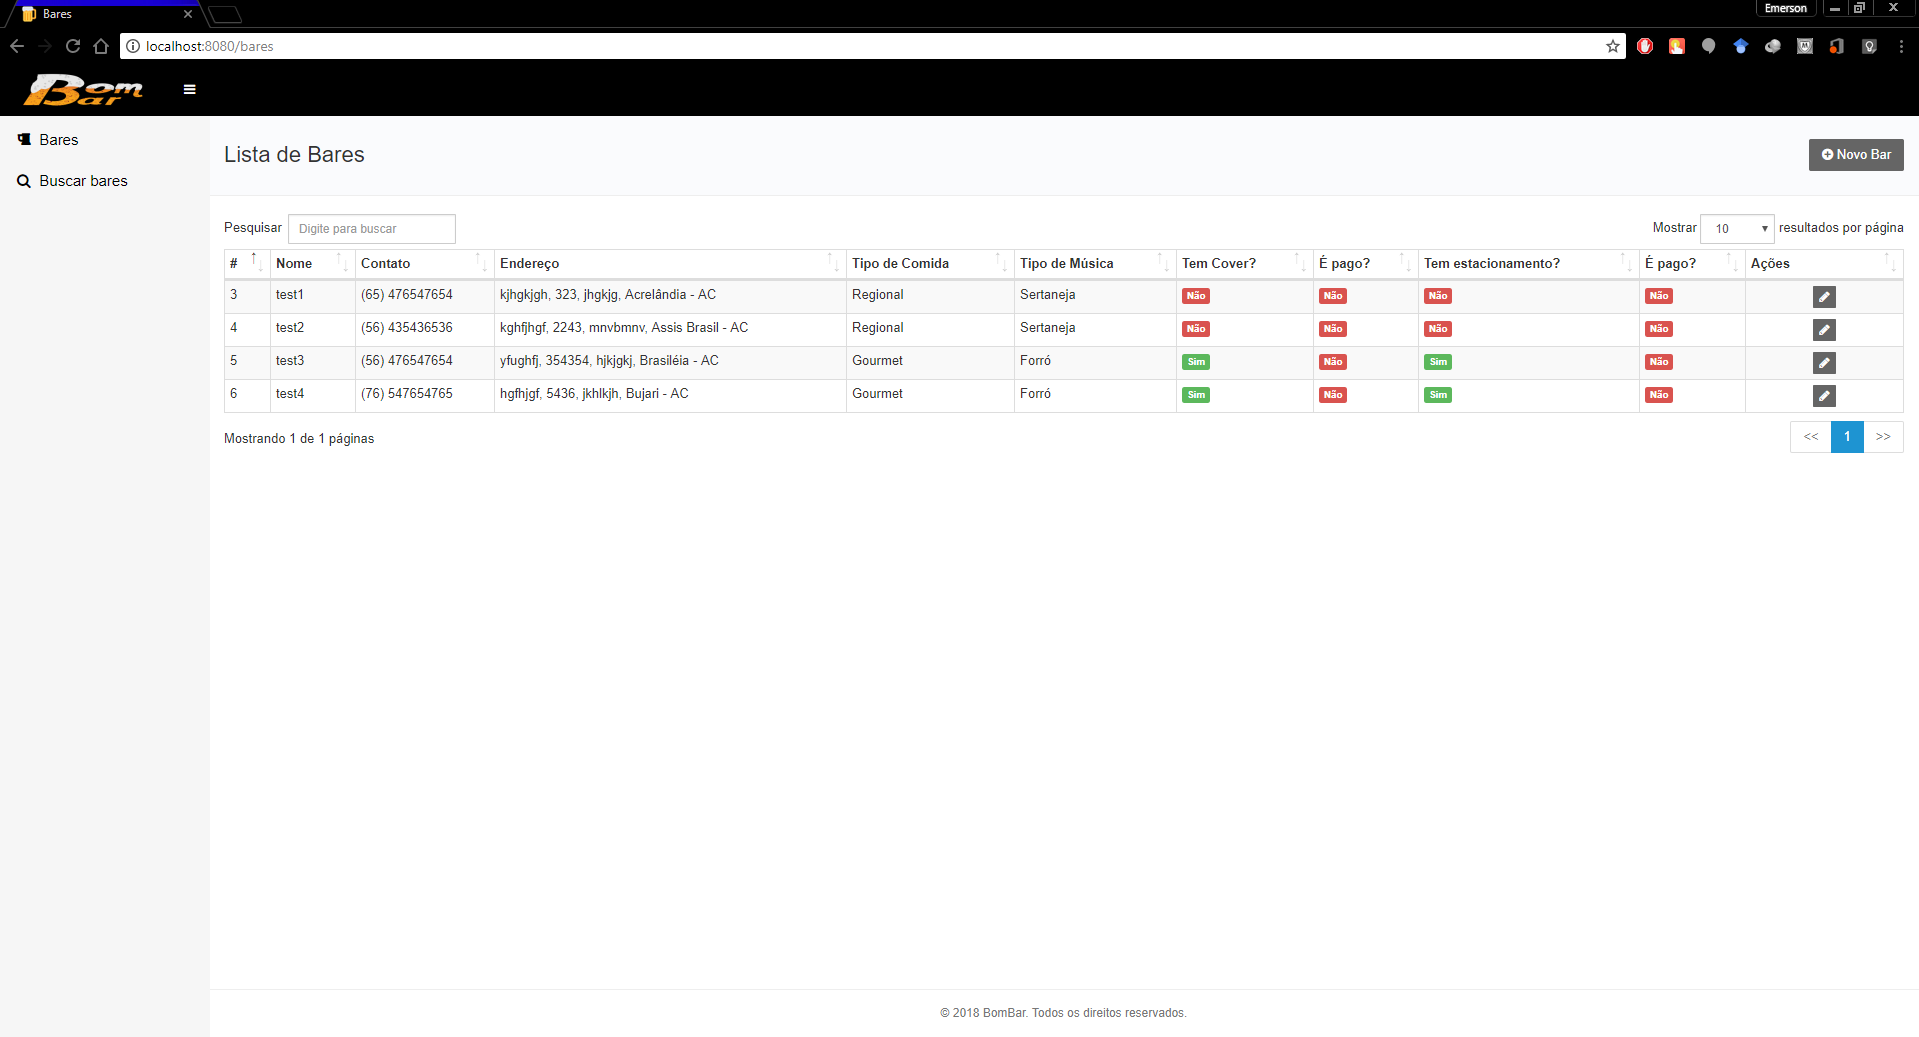 Bares
Emerson
localhost:8080/bares
Bom
Bar
Bares
Buscar bares
Lista de Bares
Novo Bar
Pesquisar Digite para buscar
Mostrar 10 resultados por página
# Nome Contato Endereço Tipo de Comida Tipo de Música Tem Cover? É pago? Tem estacionamento? É pago? Ações
3 test1 (65) 476547654 kjhgkjgh, 323, jhgkjg, Acrelândia - AC Regional Sertaneja Não Não Não Não
4 test2 (56) 435436536 kghfjhgf, 2243, mnvbmnv, Assis Brasil - AC Regional Sertaneja Não Não Não Não
5 test3 (56) 476547654 yfughfj, 354354, hjkjgkj, Brasiléia - AC Gourmet Forró Sim Não Sim Não
6 test4 (76) 547654765 hgfhjgf, 5436, jkhlkjh, Bujari - AC Gourmet Forró Sim Não Sim Não
Mostrando 1 de 1 páginas
<< 1 >>
© 2018 BomBar. Todos os direitos reservados.